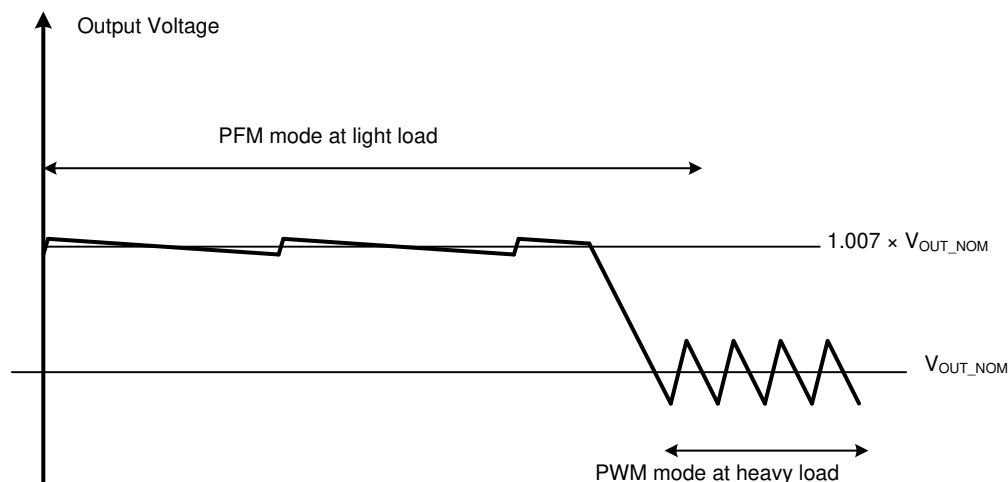 Output Voltage
PFM mode at light load
1.007 × VOUT_NOM
VOUT_NOM
PWM mode at heavy load